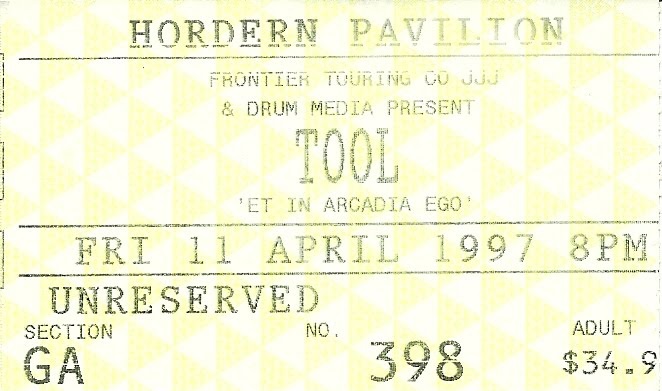 HORDERN PAVILION
FRONTIER TOURING CO JJJ
& DRUM MEDIA PRESENT
TOOL
'ET IN ARCADIA EGO'
FRI 11 APRIL 1997 8PM
UNRESERVED
SECTION NO. ADULT
GA 398 $34.9